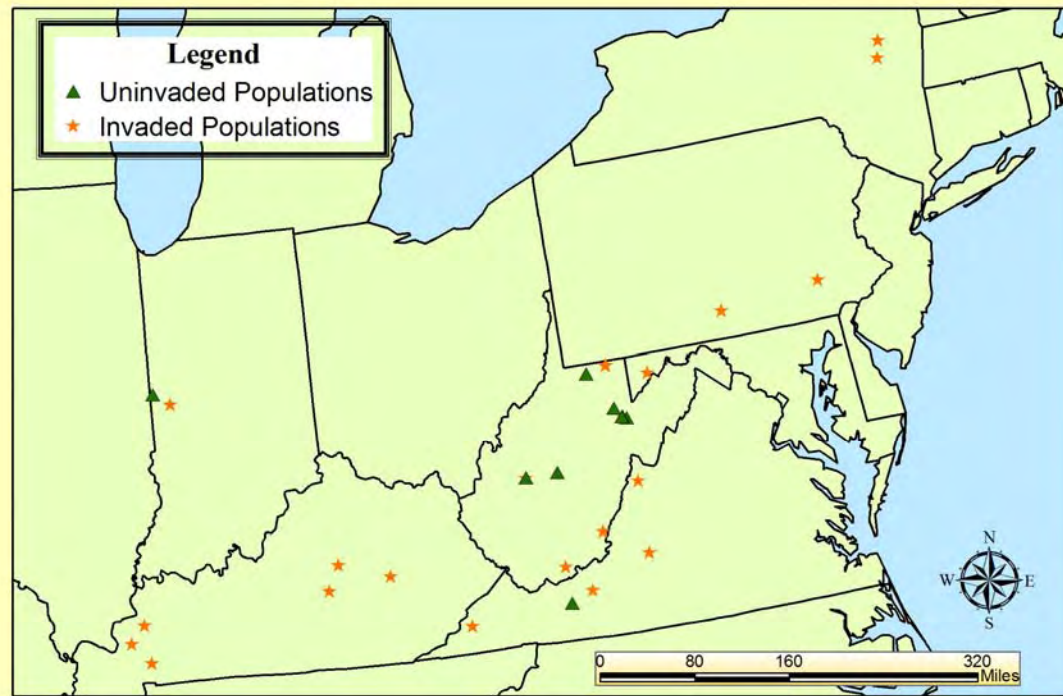 Legend
Uninvaded Populations
Invaded Populations
N
W E
S
0 80 160 320
Miles